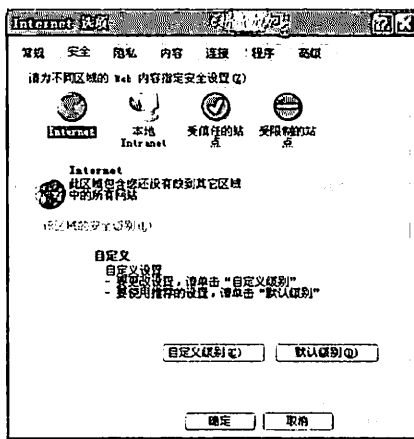 Internet 选项
常规 安全 隐私 内容 连接 程序 高级
请为不同区域的 Web 内容指定安全设置(Z)
Internet 本地 Intranet 受信任的站点 受限制的站点
Internet
此区域包含您还没有放到其它区域
中的所有网站
该区域的安全级别(L)
自定义
自定义设置
- 要更改设置，请单击“自定义级别”
- 要使用推荐的设置，请单击“默认级别”
自定义级别(C) 默认级别(D)
确定 取消